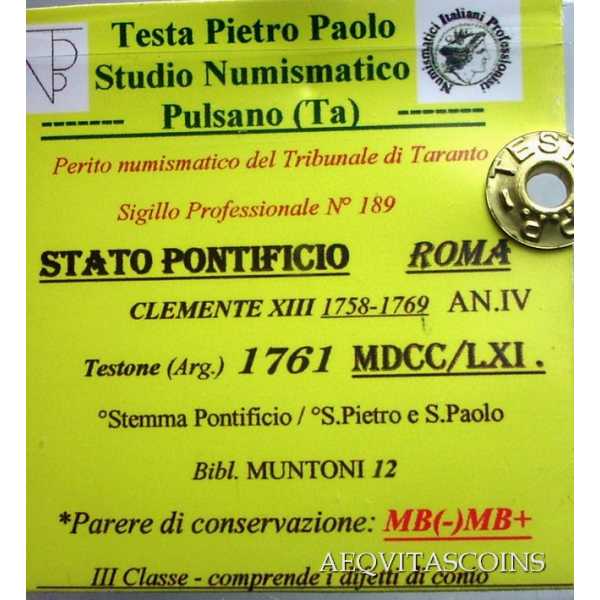 Testa Pietro Paolo
Studio Numismatico
Pulsano (Ta)
Numismatici Italiani Professionisti
Perito numismatico del Tribunale di Taranto
Sigillo Professionale N° 189
TEST
STATO PONTIFICIO ROMA
CLEMENTE XIII 1758-1769 AN.IV
Testone (Arg.) 1761 MDCC/LXI .
°Stemma Pontificio / °S.Pietro e S.Paolo
Bibl. MUNTONI 12
*Parere di conservazione: MB(-)MB+
AEQVITASCOINS
III Classe - comprende i difetti di conio